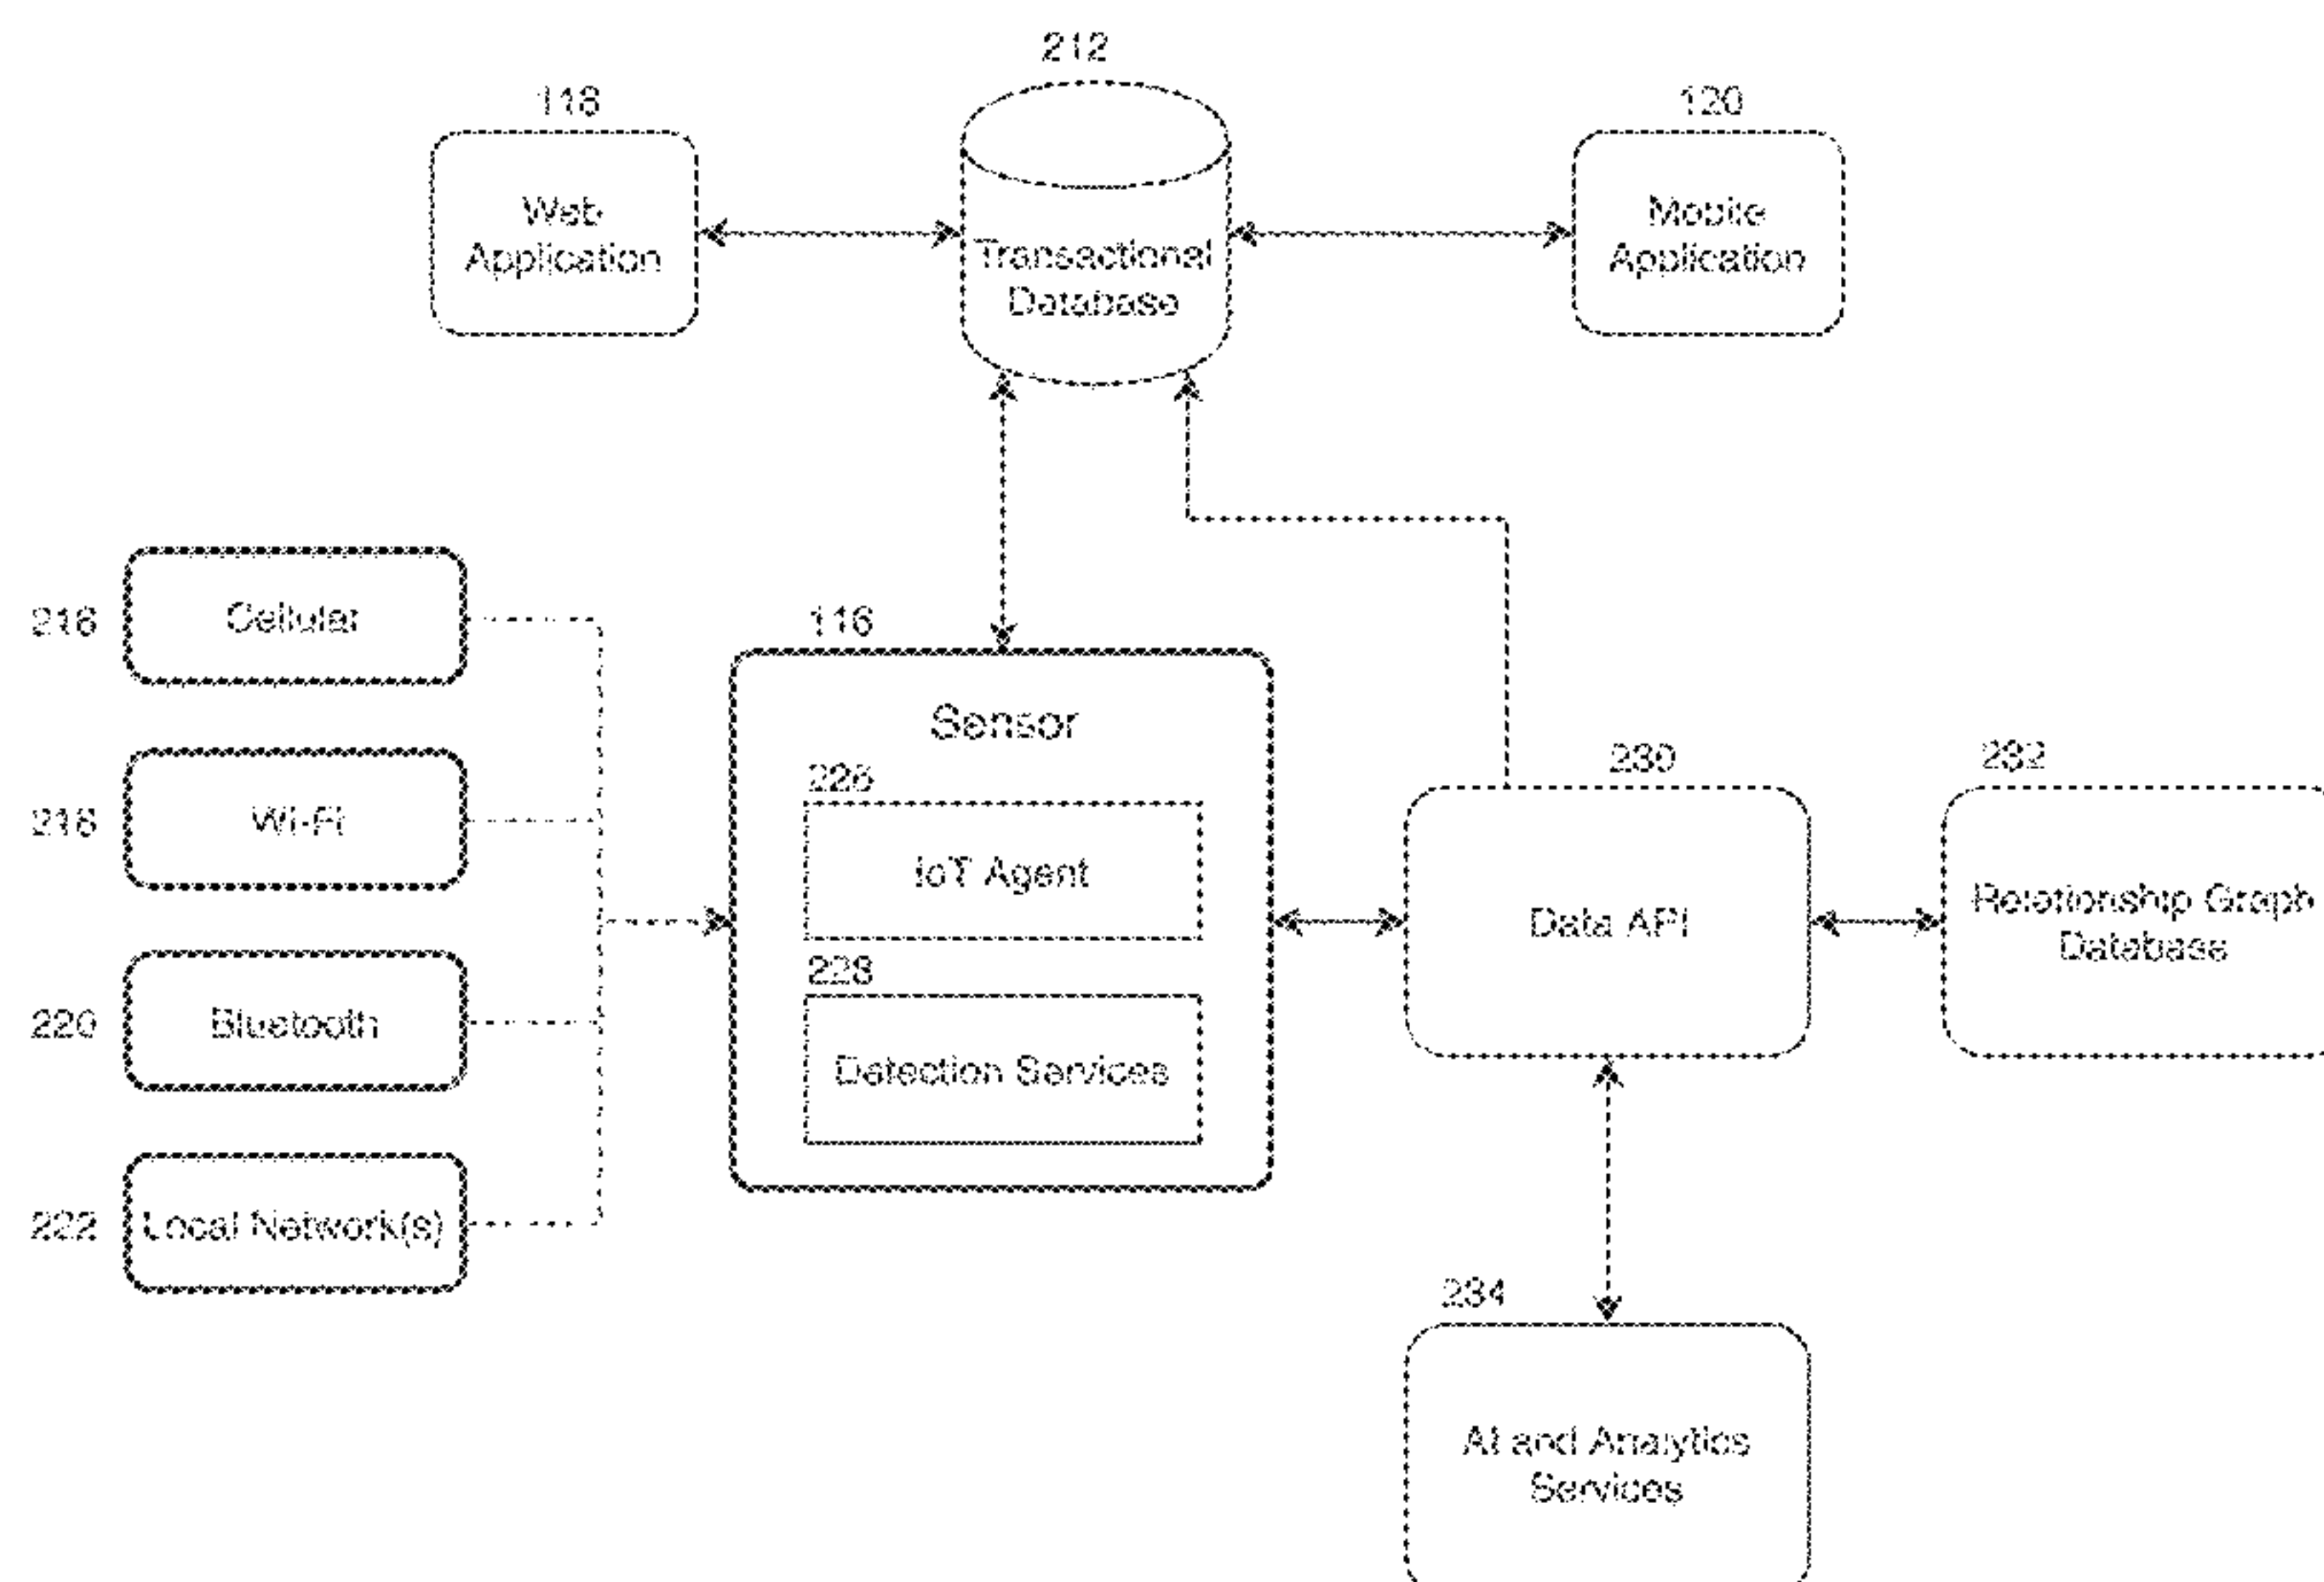 212
118
120
Web
Application
Transactional
Database
Mobile
Application
216
Cellular
116
Sensor
218
Wi-Fi
226
IoT Agent
230
Data API
232
Relationship Graph
Database
220
Bluetooth
228
Detection Services
222
Local Network(s)
234
AI and Analytics
Services